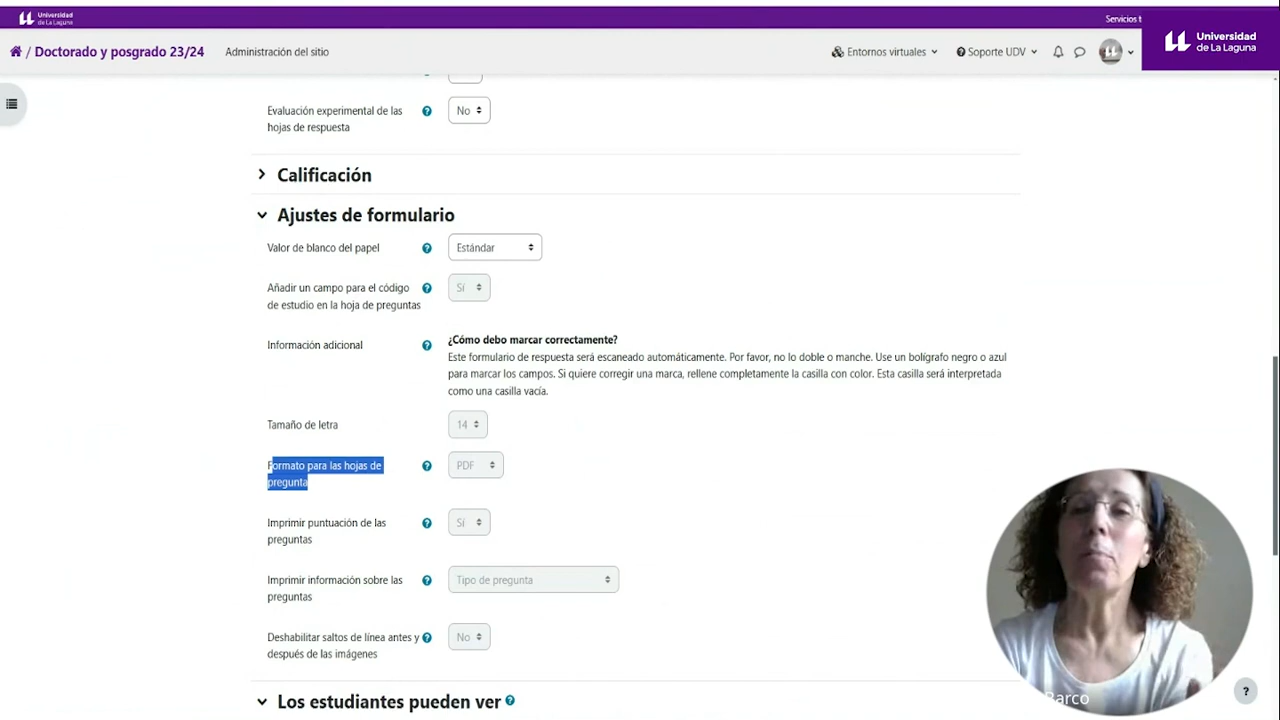 Universidad
de La Laguna
Servicios
/ Doctorado y posgrado 23/24
Administración del sitio
Entornos virtuales
Soporte UDV
Universidad
de La Laguna
Evaluación experimental de las
hojas de respuesta
No
Calificación
Ajustes de formulario
Valor de blanco del papel
Estándar
Añadir un campo para el código
de estudio en la hoja de preguntas
Sí
Información adicional
¿Cómo debo marcar correctamente?
Este formulario de respuesta será escaneado automáticamente. Por favor, no lo doble o manche. Use un bolígrafo negro o azul
para marcar los campos. Si quiere corregir una marca, rellene completamente la casilla con color. Esta casilla será interpretada
como una casilla vacía.
Tamaño de letra
14
Formato para las hojas de
pregunta
PDF
Imprimir puntuación de las
preguntas
Sí
Imprimir información sobre las
preguntas
Tipo de pregunta
Deshabilitar saltos de línea antes y
después de las imágenes
No
Los estudiantes pueden ver
Barco
?